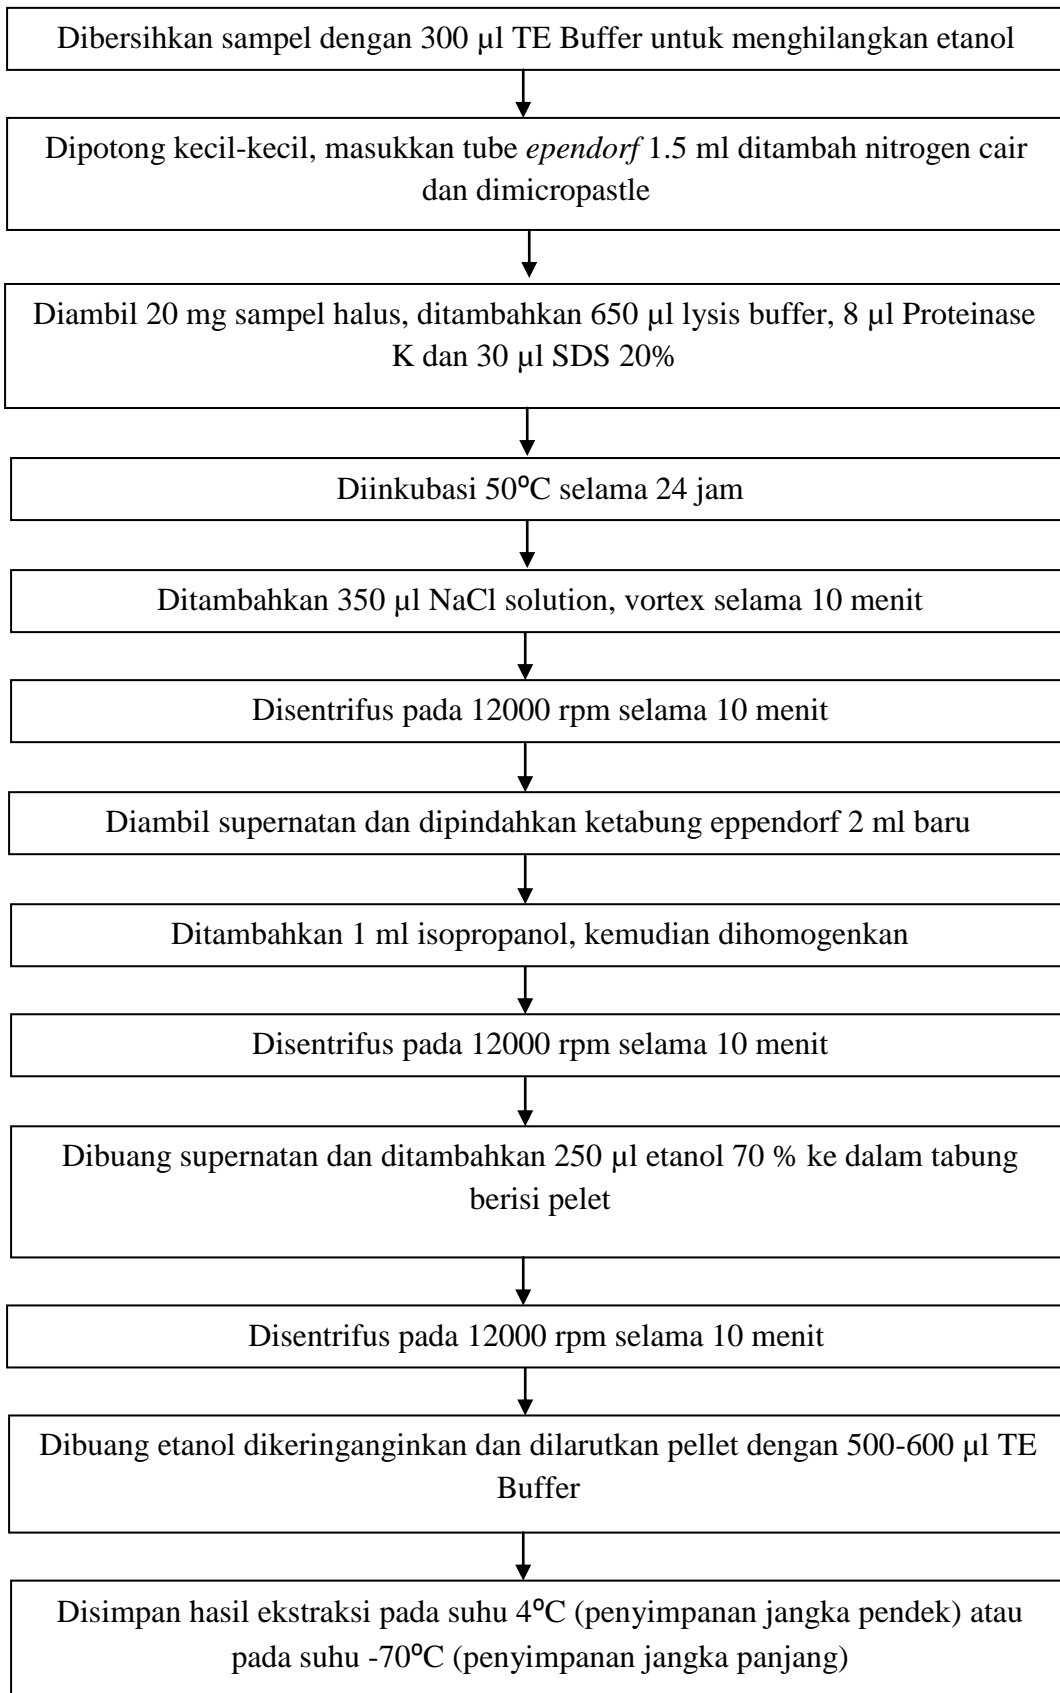 Dibersihkan sampel dengan 300 µl TE Buffer untuk menghilangkan etanol
Dipotong kecil-kecil, masukkan tube ependorf 1.5 ml ditambah nitrogen cair
dan dimicropastle
Diambil 20 mg sampel halus, ditambahkan 650 µl lysis buffer, 8 µl Proteinase
K dan 30 µl SDS 20%
Diinkubasi 50⁰C selama 24 jam
Ditambahkan 350 µl NaCl solution, vortex selama 10 menit
Disentrifus pada 12000 rpm selama 10 menit
Diambil supernatan dan dipindahkan ketabung eppendorf 2 ml baru
Ditambahkan 1 ml isopropanol, kemudian dihomogenkan
Disentrifus pada 12000 rpm selama 10 menit
Dibuang supernatan dan ditambahkan 250 µl etanol 70 % ke dalam tabung
berisi pelet
Disentrifus pada 12000 rpm selama 10 menit
Dibuang etanol dikeringanginkan dan dilarutkan pellet dengan 500-600 µl TE
Buffer
Disimpan hasil ekstraksi pada suhu 4⁰C (penyimpanan jangka pendek) atau
pada suhu -70⁰C (penyimpanan jangka panjang)